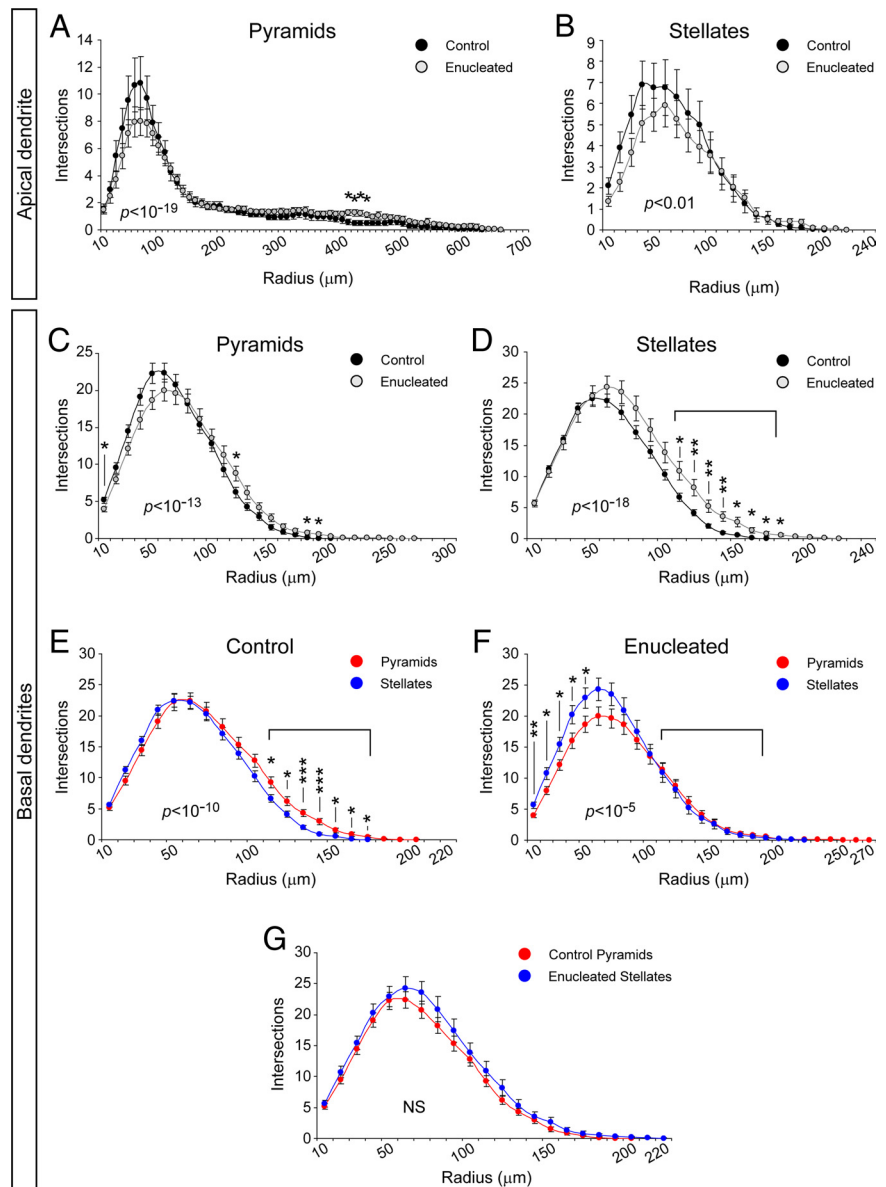 Apical dendrite
A
Pyramids
Control
Enucleated
Intersections
14
12
10
8
6
4
2
0
****
p<10-19
10 100 200 300 400 500 600 700
Radius (μm)
B
Stellates
Control
Enucleated
Intersections
9
8
7
6
5
4
3
2
1
0
p<0.01
10 50 100 150 200 240
Radius (μm)
Basal dendrites
C
Pyramids
Control
Enucleated
Intersections
25
20
15
10
5
0
*
*
* *
p<10-13
10 50 100 150 200 300
Radius (μm)
D
Stellates
Control
Enucleated
Intersections
30
25
20
15
10
5
0
* *** *** *** * * * *
p<10-18
10 50 100 150 200 240
Radius (μm)
E
Control
Pyramids
Stellates
Intersections
30
25
20
15
10
5
0
* * *** *** * * *
p<10-10
10 50 100 150 200 220
Radius (μm)
F
Enucleated
Pyramids
Stellates
Intersections
30
25
20
15
10
5
0
** * * * *
p<10-5
10 50 100 150 200 250 270
Radius (μm)
G
Control Pyramids
Enucleated Stellates
Intersections
30
25
20
15
10
5
0
NS
10 50 100 150 200 220
Radius (μm)